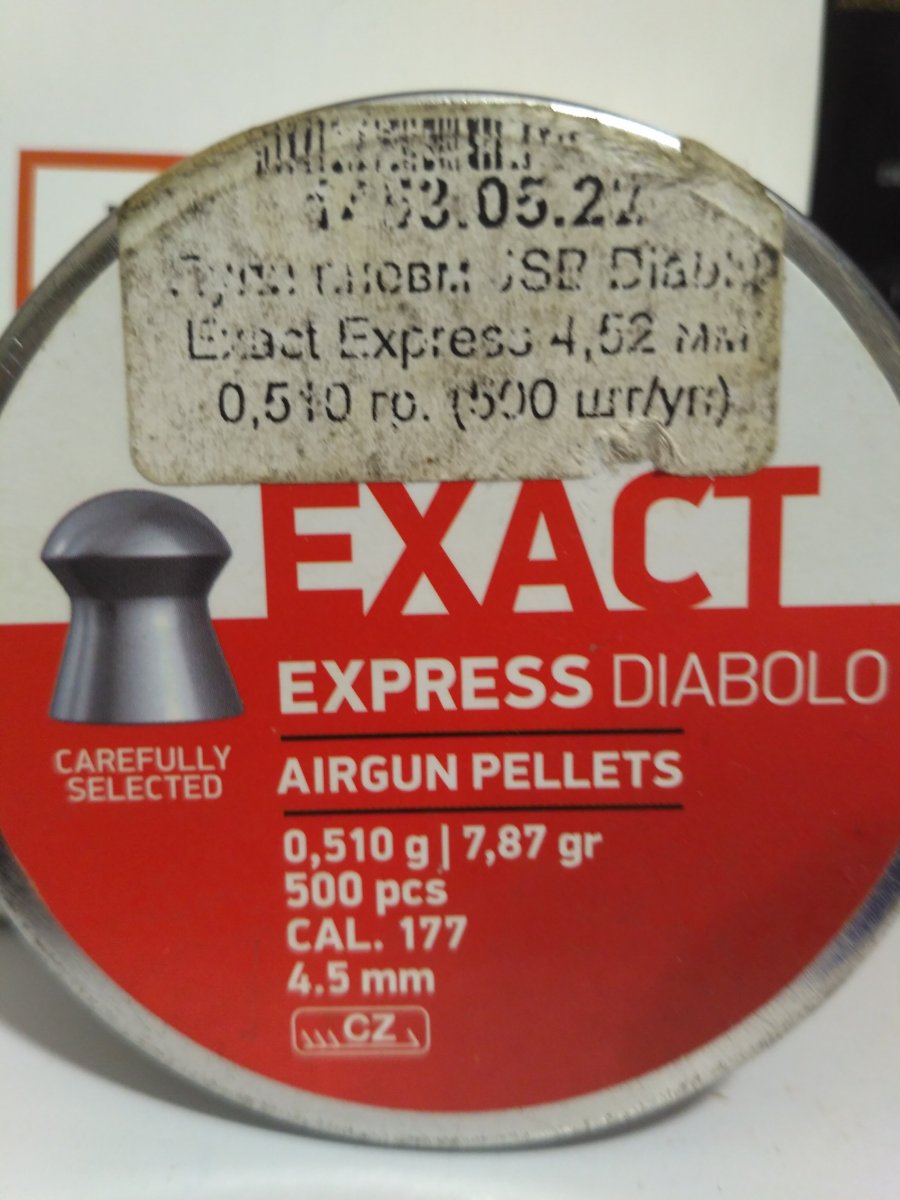 Exact Express 4,52 мм
0,510 гр. (500 шт/уп)
EXACT
EXPRESS DIABOLO
CAREFULLY
SELECTED
AIRGUN PELLETS
0,510 g | 7,87 gr
500 pcs
CAL. 177
4.5 mm
CZ